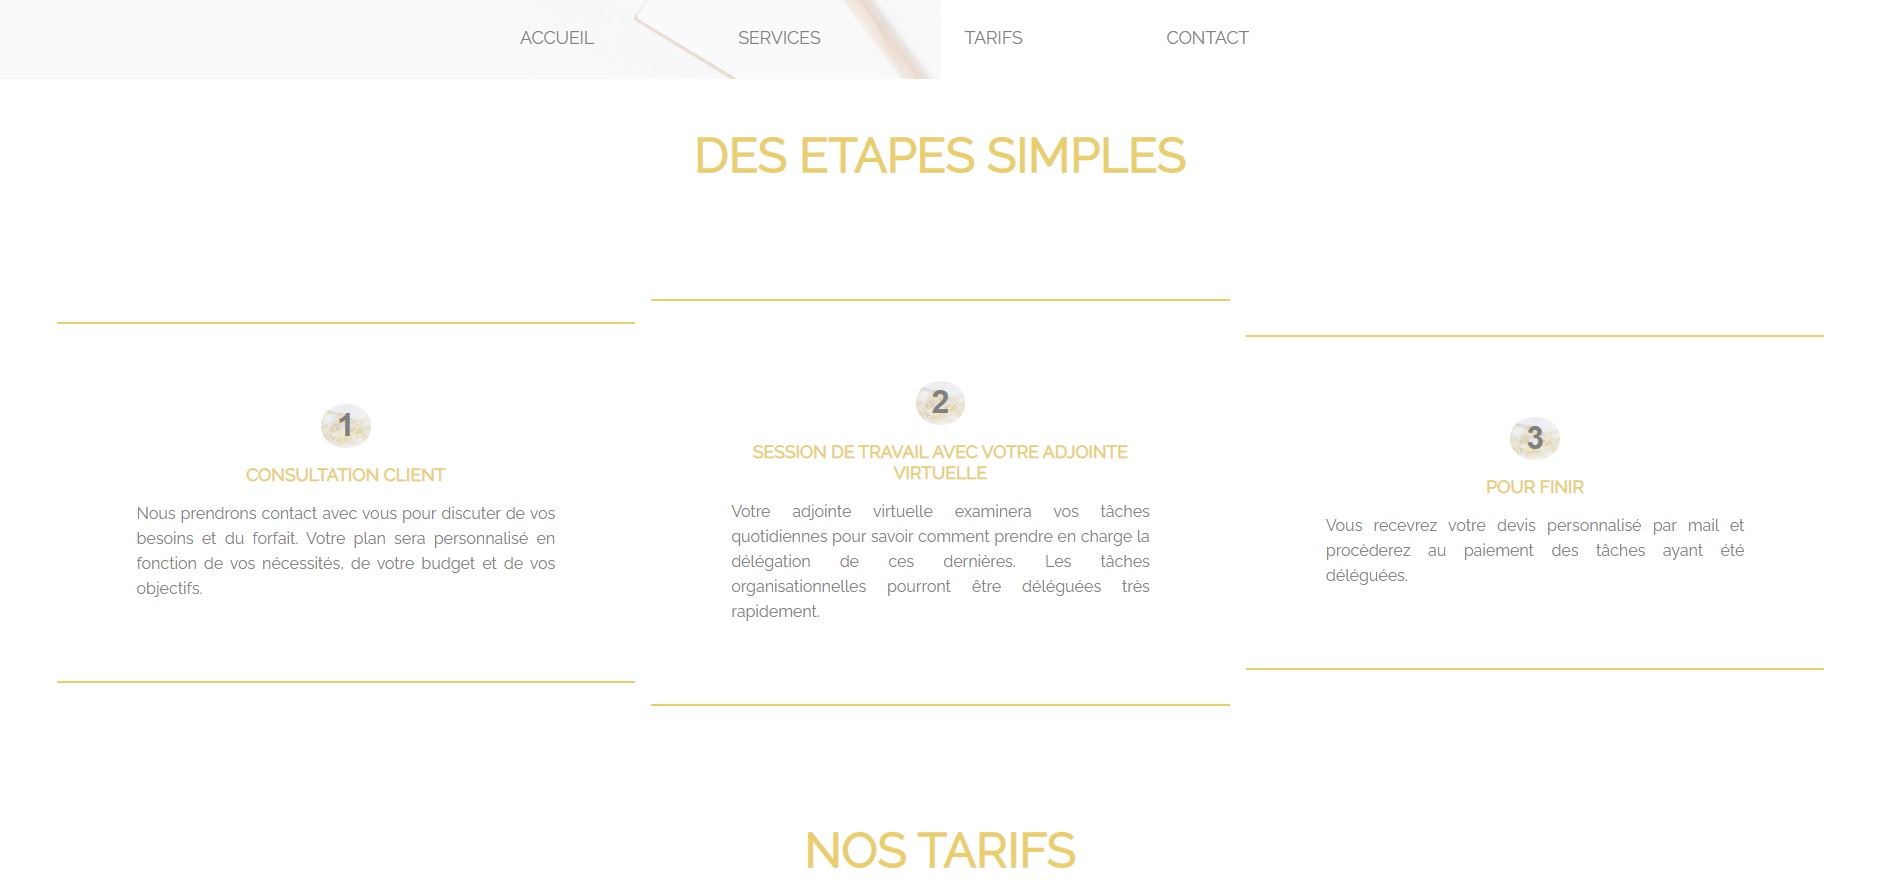 ACCUEIL SERVICES TARIFS CONTACT
DES ETAPES SIMPLES
1
CONSULTATION CLIENT
Nous prendrons contact avec vous pour discuter de vos
besoins et du forfait. Votre plan sera personnalisé en
fonction de vos nécessités, de votre budget et de vos
objectifs.
2
SESSION DE TRAVAIL AVEC VOTRE ADJOINTE
VIRTUELLE
Votre adjointe virtuelle examinera vos tâches
quotidiennes pour savoir comment prendre en charge la
délégation de ces dernières. Les tâches
organisationnelles pourront être déléguées très
rapidement.
3
POUR FINIR
Vous recevrez votre devis personnalisé par mail et
procèderez au paiement des tâches ayant été
déléguées.
NOS TARIFS